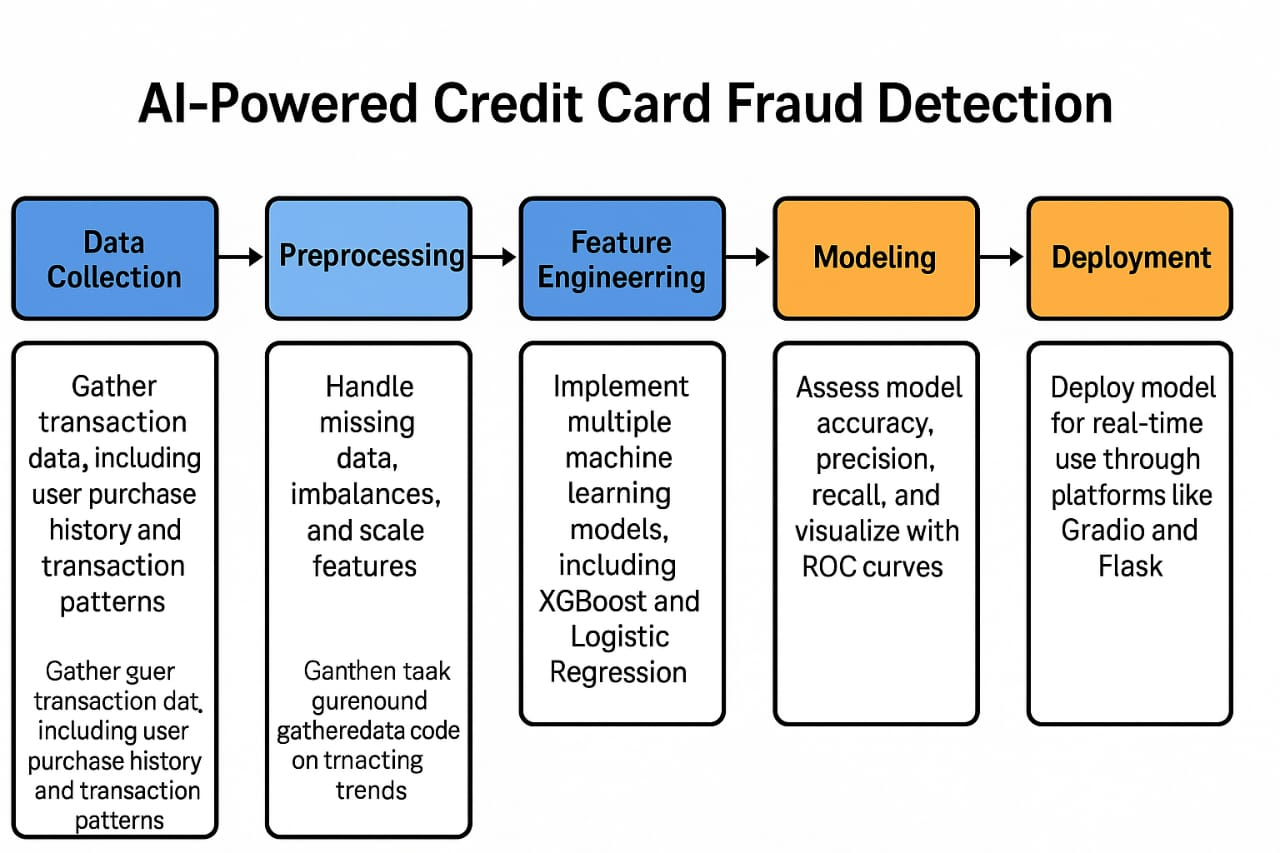 AI-Powered Credit Card Fraud Detection
Data
Collection
Preprocessing
Feature
Engineerring
Modeling
Deployment
Gather
transaction
data, including
user purchase
history and
transaction
patterns
Gather guer
transaction dat.
including user
purchase history
and transaction
patterns
Handle
missing
data,
imbalances,
and scale
features
Ganthen taak
gurenound
gatheredata code
on trnacting
trends
Implement
multiple
machine
learning
models,
including
XGBoost and
Logistic
Regression
Assess model
accuracy,
precision,
recall, and
visualize with
ROC curves
Deploy model
for real-time
use through
platforms like
Gradio and
Flask